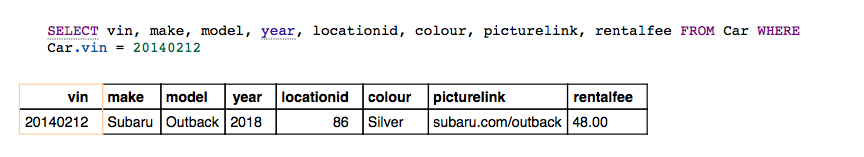 SELECT vin, make, model, year, locationid, colour, picturelink, rentalfee FROM Car WHERE
Car.vin = 20140212
vin make model year locationid colour picturelink rentalfee
20140212 Subaru Outback 2018 86 Silver subaru.com/outback 48.00